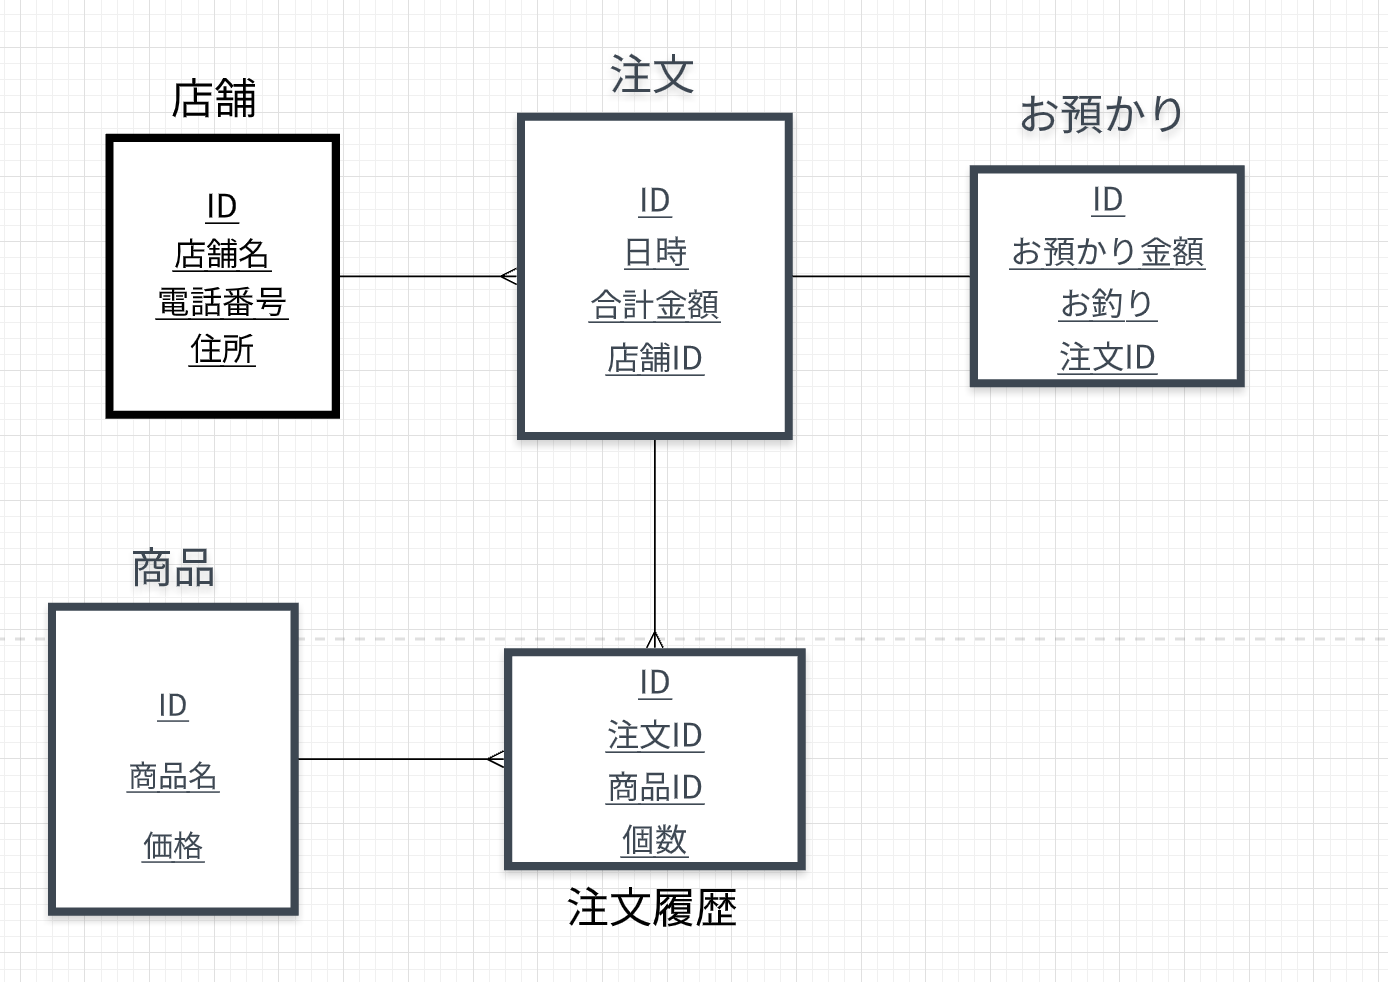 店舗
ID
店舗名
電話番号
住所
注文
ID
日時
合計金額
店舗ID
お預かり
ID
お預かり金額
お釣り
注文ID
商品
ID
商品名
価格
ID
注文ID
商品ID
個数
注文履歴